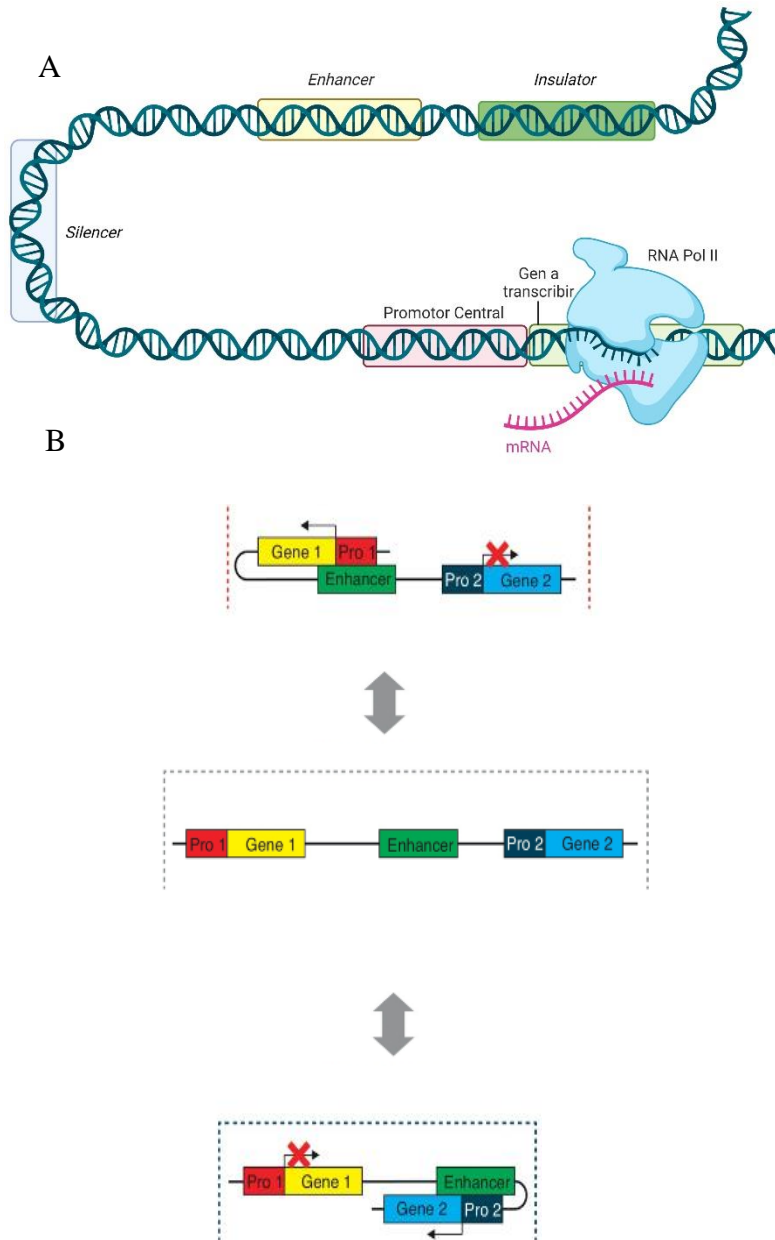 A
Enhancer
Insulator
Silencer
RNA Pol II
Gen a
transcribir
Promotor Central
mRNA
B
Gene 1 Pro 1
Enhancer Pro 2 Gene 2
Pro 1 Gene 1 Enhancer Pro 2 Gene 2
Pro 1 Gene 1 Enhancer
Gene 2 Pro 2